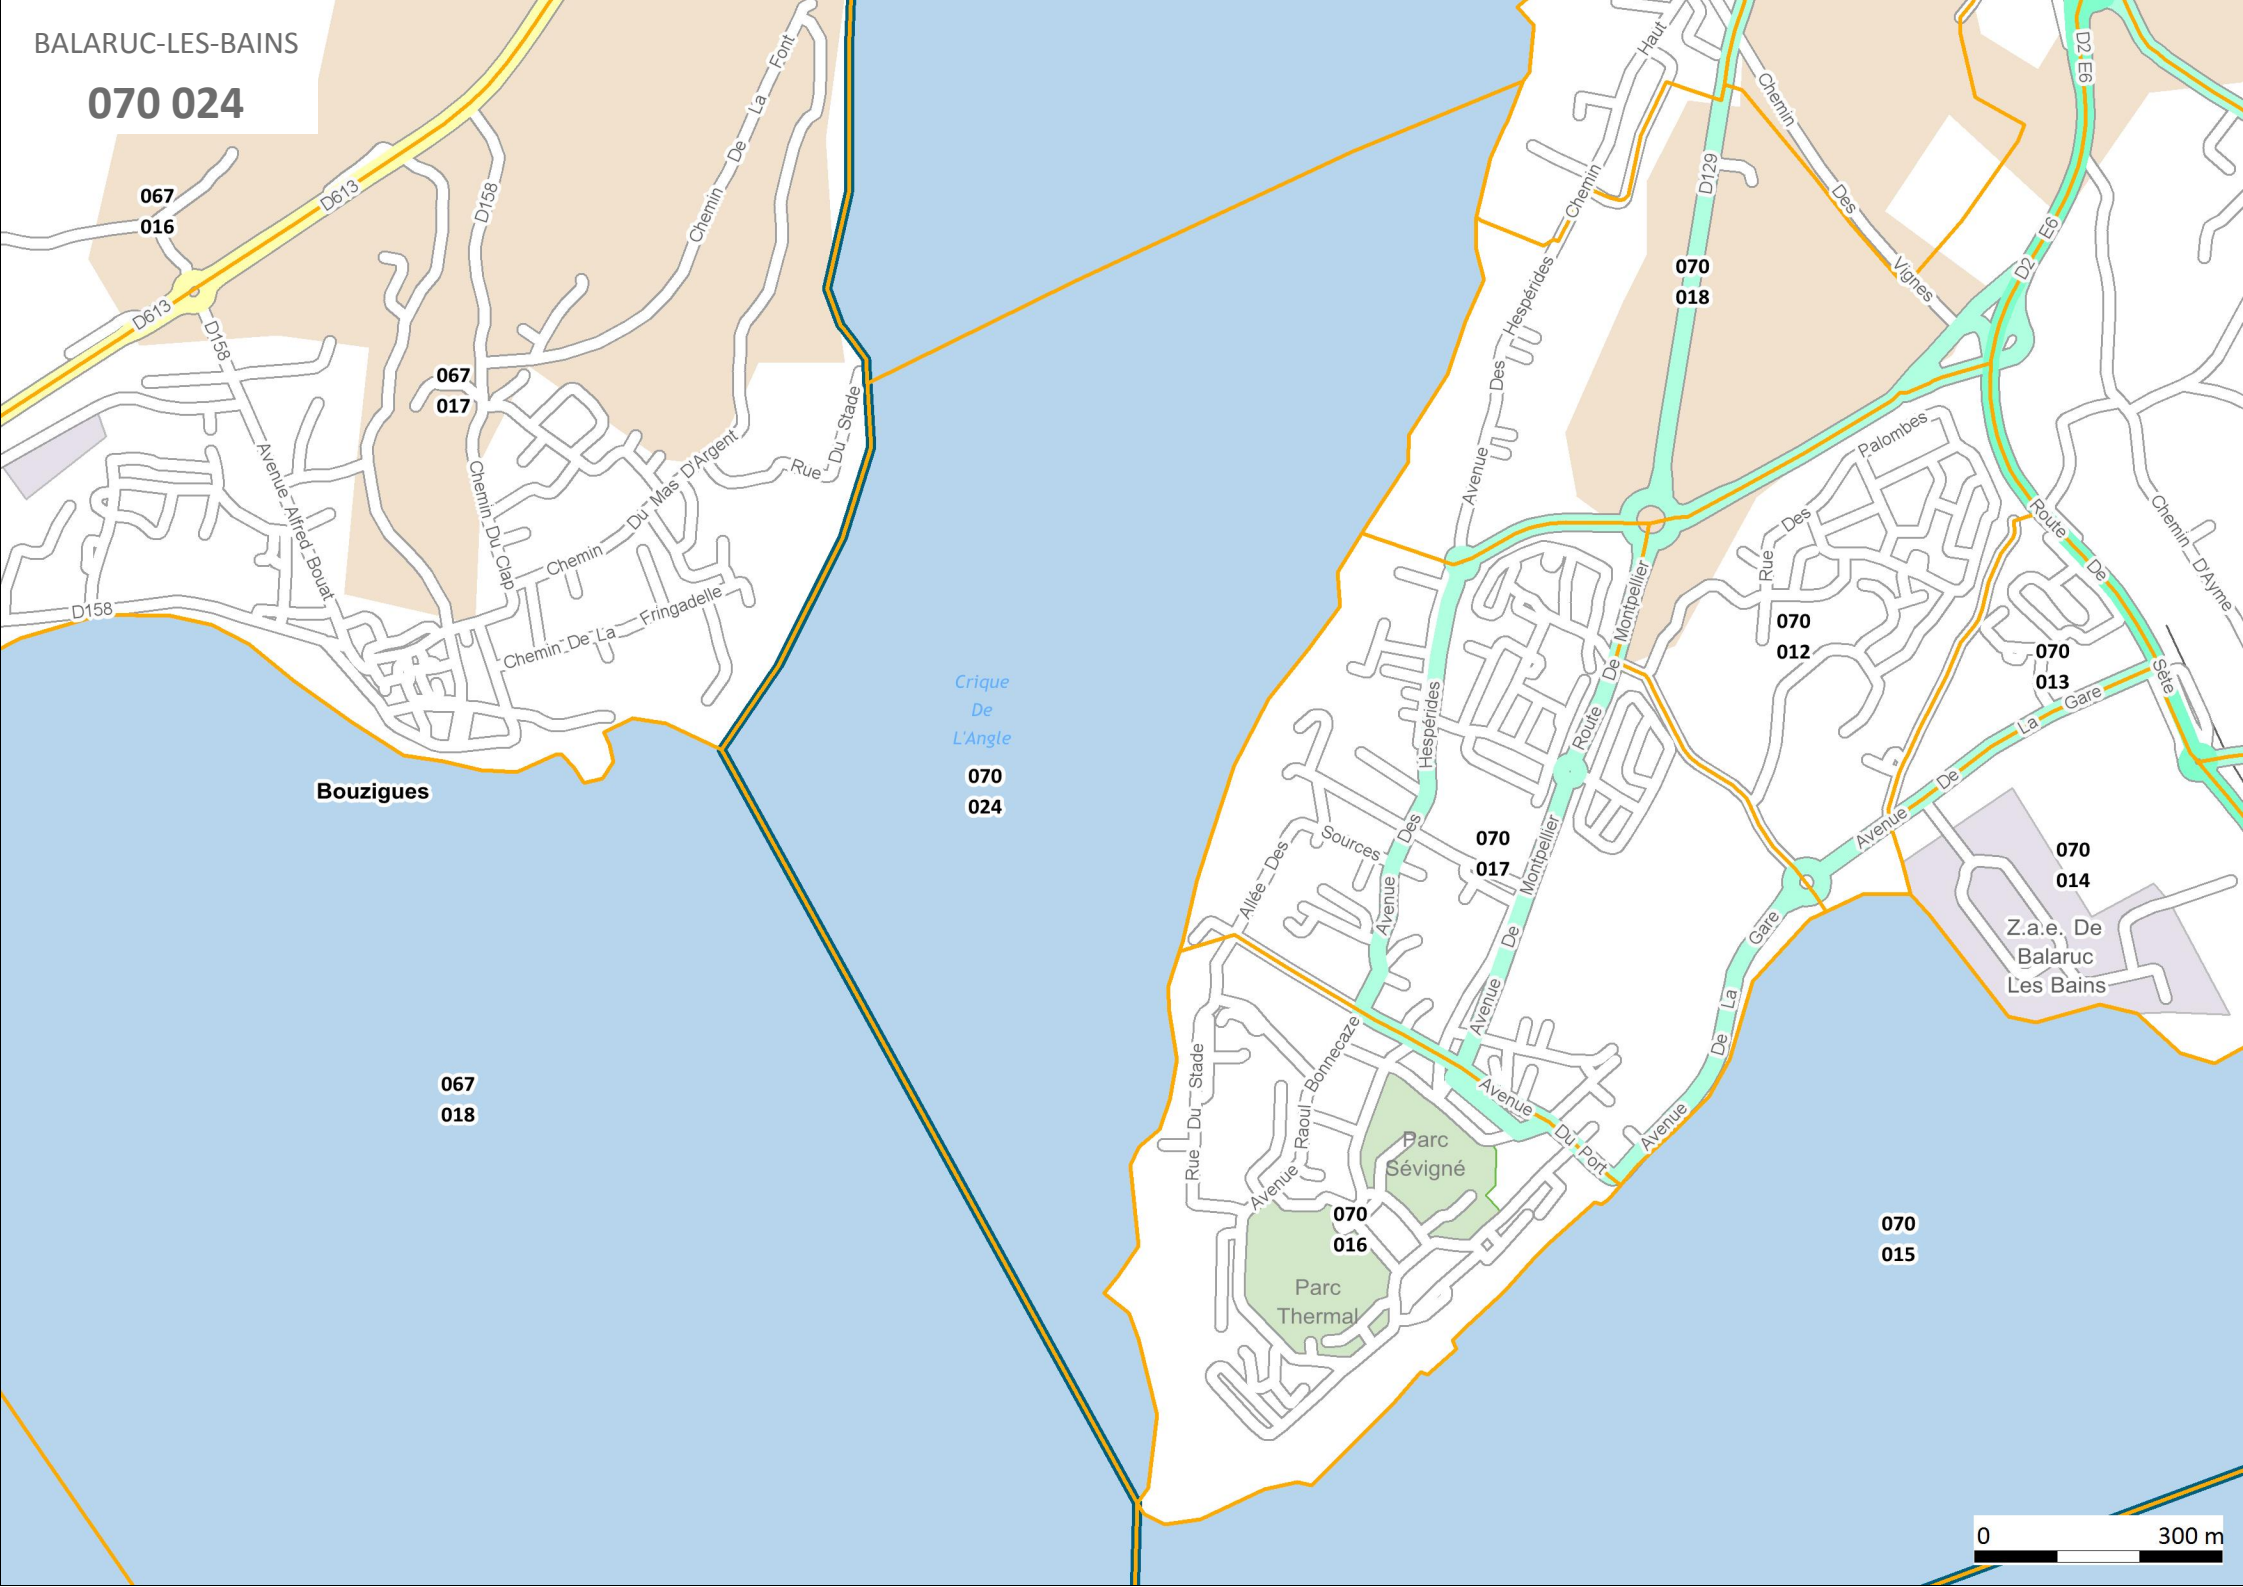 BALARUC-LES-BAINS
070 024
067
016
D613
D613
D158
D158
Chemin De La Font
067
017
Rue Du Stade
Avenue Alfred Bouat
Chemin Du Clap
Chemin Du Mas D'Argent
Chemin De La Fringadelle
D158
Bouzigues
067
018
Crique
De
L'Angle
070
024
Chemin Haut
Avenue Des Hespérides
D129
070
018
Chemin Des Vignes
D2 E6
D2 E6
Rue Des Palombes
Route De Sète
Chemin D'Ayme
070
012
070
013
Avenue De La Gare
Route De Montpellier
Avenue Des Hespérides
Allée Des Sources
070
017
Avenue De Montpellier
070
014
Z.a.e. De
Balaruc
Les Bains
Avenue De La Gare
Rue Du Stade
Avenue Raoul Bonnecaze
Avenue Du Port
Parc
Sévigné
070
016
Parc
Thermal
070
015
0 300 m